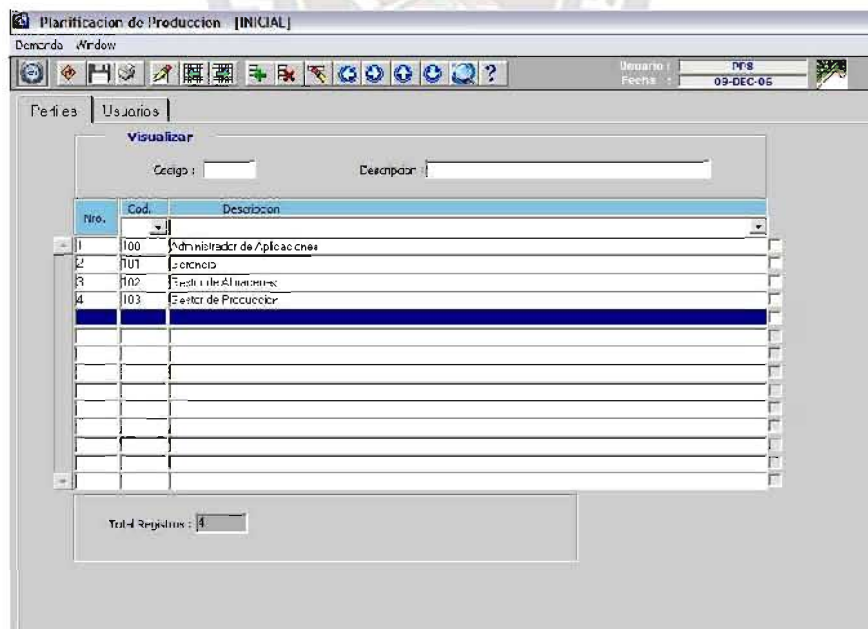 Planificacion de Produccion [INICIAL]
Demanda Window
Usuario :
Fecha : 09-DEC-06
Perfiles Usuarios
Visualizar
Codigo : Descripcion :
Nro. Cod. Descripcion
1 100 Administrador de Aplicaciones
2 101 Gerencia
3 102 Gestor de Almacenes
4 103 Gestor de Produccion
Total Registros : 4